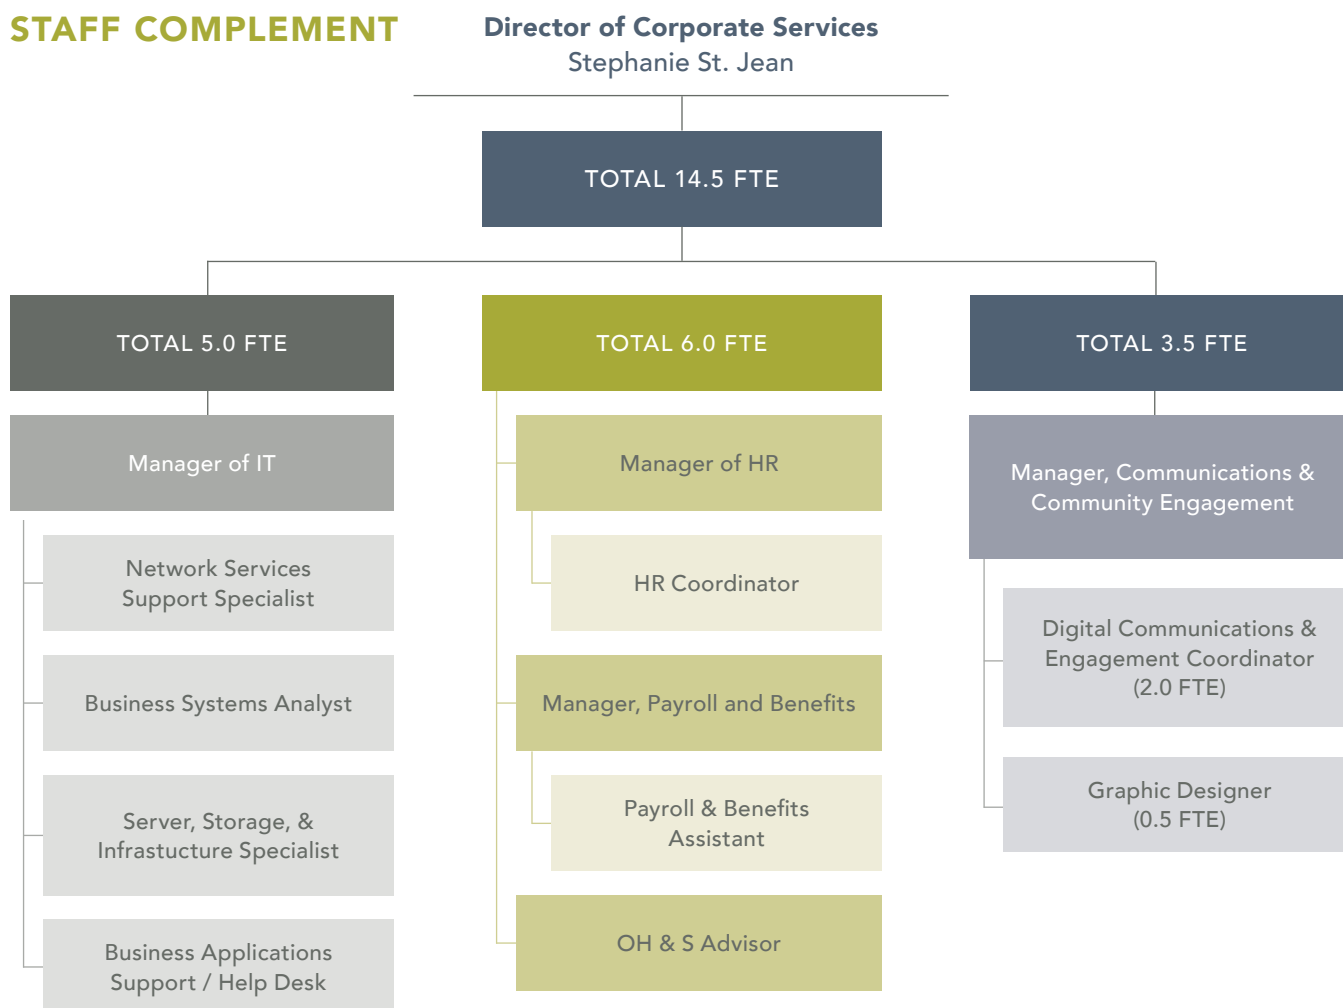 STAFF COMPLEMENT
Director of Corporate Services
Stephanie St. Jean
TOTAL 14.5 FTE
TOTAL 5.0 FTE
Manager of IT
Network Services
Support Specialist
Business Systems Analyst
Server, Storage, &
Infrastucture Specialist
Business Applications
Support / Help Desk
TOTAL 6.0 FTE
Manager of HR
HR Coordinator
Manager, Payroll and Benefits
Payroll & Benefits
Assistant
OH & S Advisor
TOTAL 3.5 FTE
Manager, Communications &
Community Engagement
Digital Communications &
Engagement Coordinator
(2.0 FTE)
Graphic Designer
(0.5 FTE)